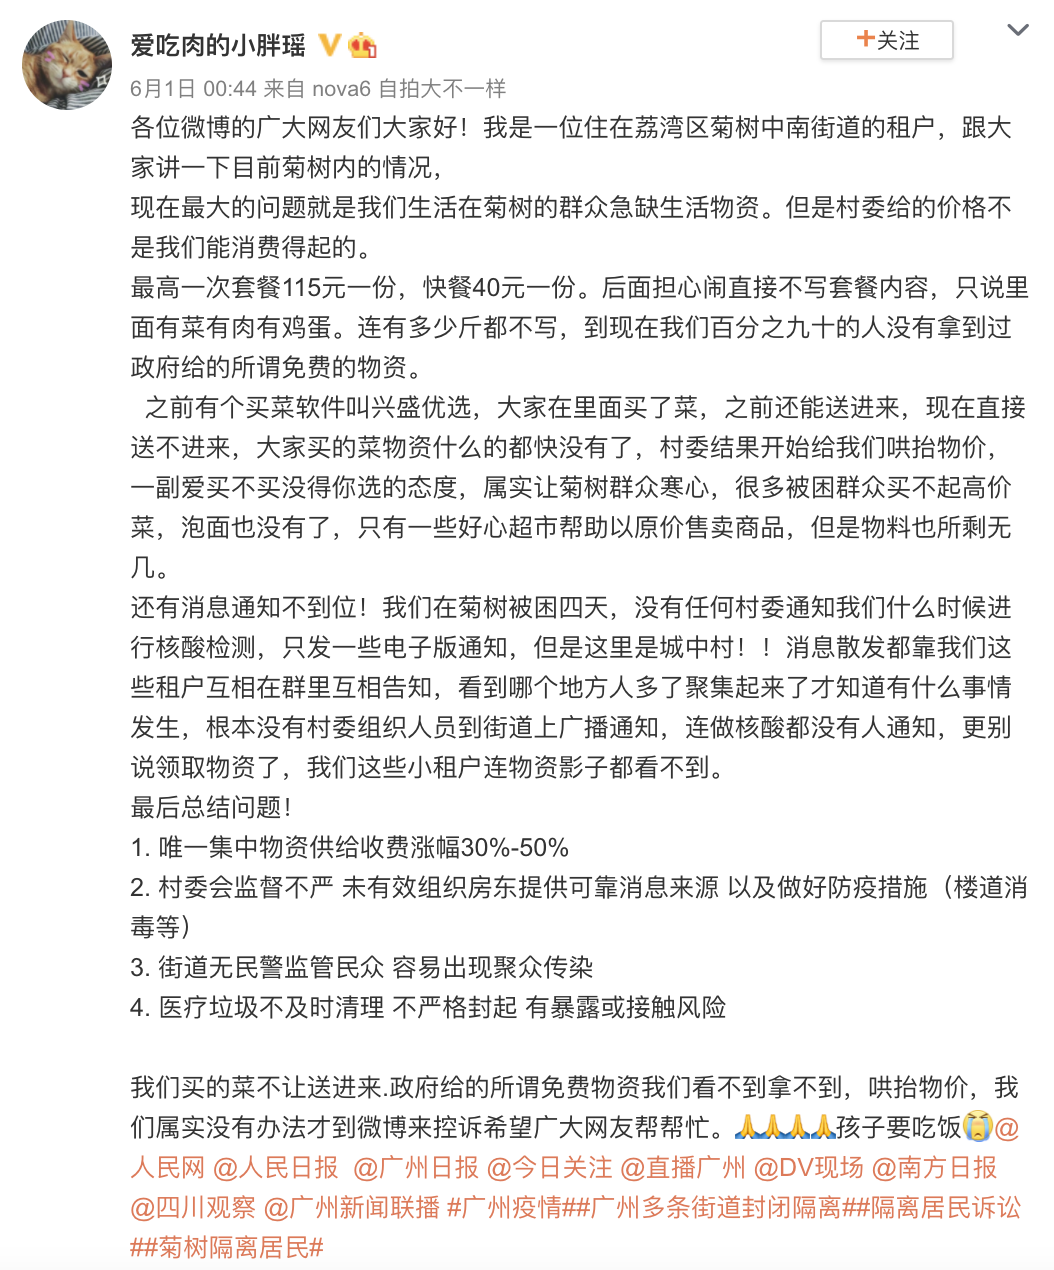 爱吃肉的小胖瑶
+关注
6月1日 00:44 来自 nova6 自拍大不一样
各位微博的广大网友们大家好！我是一位住在荔湾区菊树中南街道的租户，跟大
家讲一下目前菊树内的情况，
现在最大的问题就是我们生活在菊树的群众急缺生活物资。但是村委给的价格不
是我们能消费得起的。
最高一次套餐115元一份，快餐40元一份。后面担心闹直接不写套餐内容，只说里
面有菜有肉有鸡蛋。连有多少斤都不写，到现在我们百分之九十的人没有拿到过
政府给的所谓免费的物资。
之前有个买菜软件叫兴盛优选，大家在里面买了菜，之前还能送进来，现在直接
送不进来，大家买的菜物资什么的都快没有了，村委结果开始给我们哄抬物价，
一副爱买不买没得你选的态度，属实让菊树群众寒心，很多被困群众买不起高价
菜，泡面也没有了，只有一些好心超市帮助以原价售卖商品，但是物料也所剩无
几。
还有消息通知不到位！我们在菊树被困四天，没有任何村委通知我们什么时候进
行核酸检测，只发一些电子版通知，但是这里是城中村！！消息散发都靠我们这
些租户互相在群里互相告知，看到哪个地方人多了聚集起来了才知道有什么事情
发生，根本没有村委组织人员到街道上广播通知，连做核酸都没有人通知，更别
说领取物资了，我们这些小租户连物资影子都看不到。
最后总结问题！
1. 唯一集中物资供给收费涨幅30%-50%
2. 村委会监督不严 未有效组织房东提供可靠消息来源 以及做好防疫措施（楼道消
毒等）
3. 街道无民警监管民众 容易出现聚众传染
4. 医疗垃圾不及时清理 不严格封起 有暴露或接触风险
我们买的菜不让送进来.政府给的所谓免费物资我们看不到拿不到，哄抬物价，我
们属实没有办法才到微博来控诉希望广大网友帮帮忙。🙏🙏🙏🙏孩子要吃饭😭@
人民网 @人民日报 @广州日报 @今日关注 @直播广州 @DV现场 @南方日报
@四川观察 @广州新闻联播 #广州疫情##广州多条街道封闭隔离##隔离居民诉讼
##菊树隔离居民#